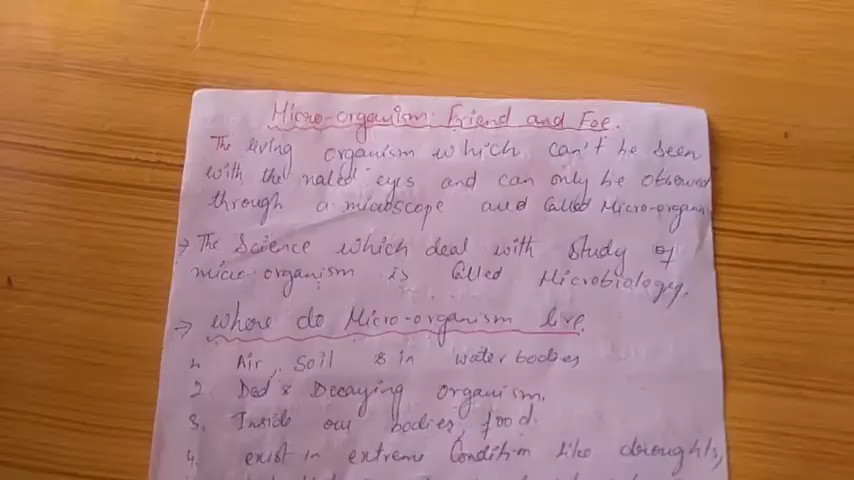 Micro-organism: Friend and Foe.
The living organism which can't be seen
with the naked eyes and can only be observed
through a microscope and called Micro-organism
→ The Science which deal with Study of
micro-organism is called Microbiology.
→ Where do Micro-organism live
1. Air, Soil & in water bodies
2. Ded & Decaying organism.
3. Inside our bodies, food.
4. exist in extreme Condition like droughts,